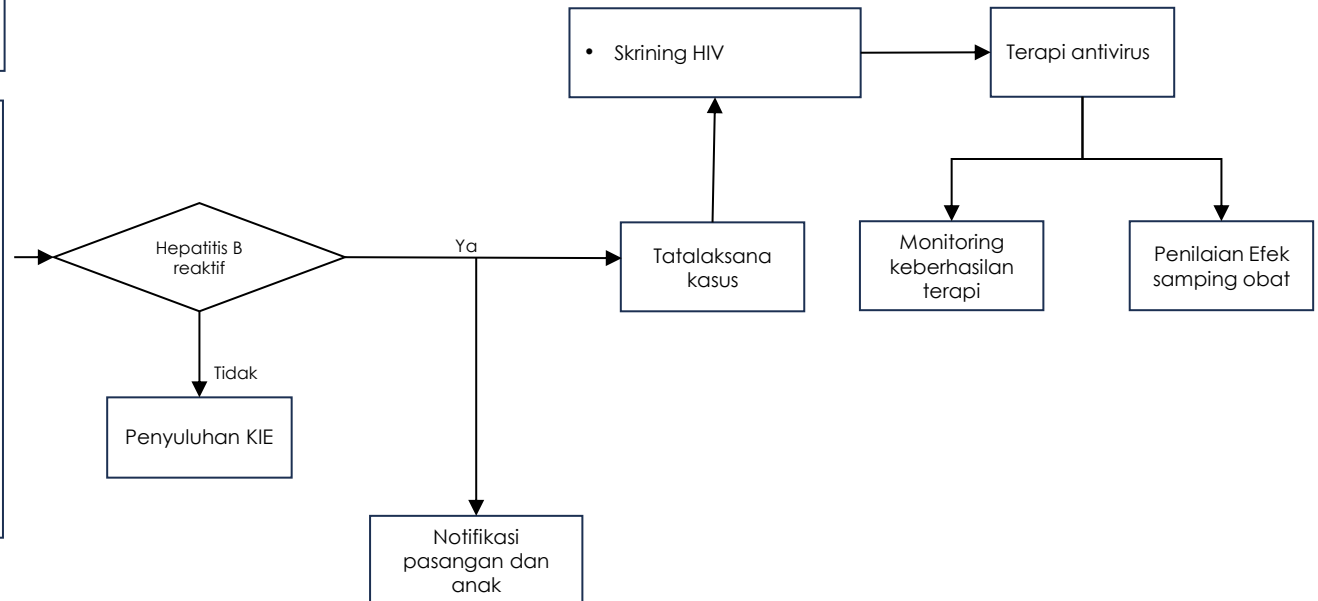 • Skrining HIV
Terapi antivirus
Hepatitis B
reaktif
Ya
Tatalaksana
kasus
Monitoring
keberhasilan
terapi
Penilaian Efek
samping obat
Tidak
Penyuluhan KIE
Notifikasi
pasangan dan
anak